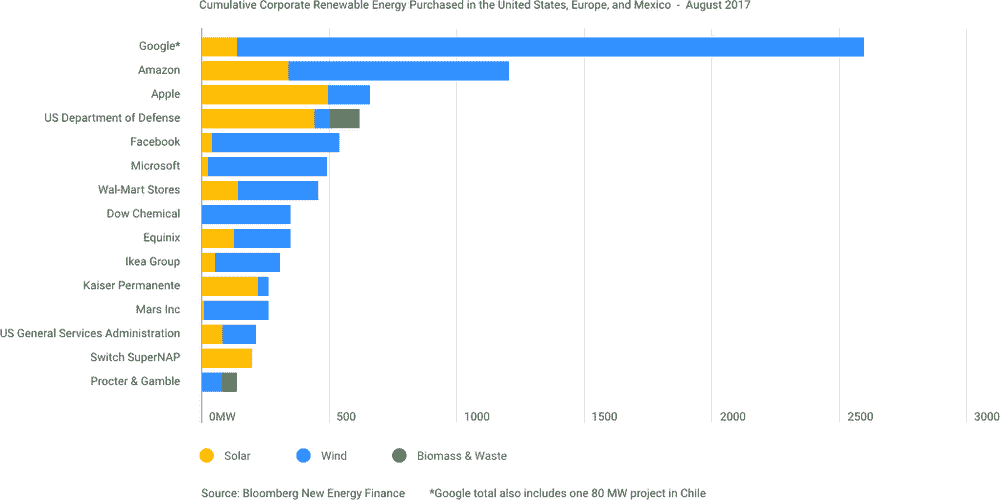 Cumulative Corporate Renewable Energy Purchased in the United States, Europe, and Mexico - August 2017
Google*
Amazon
Apple
US Department of Defense
Facebook
Microsoft
Wal-Mart Stores
Dow Chemical
Equinix
Ikea Group
Kaiser Permanente
Mars Inc
US General Services Administration
Switch SuperNAP
Procter & Gamble
0MW 500 1000 1500 2000 2500 3000
Solar Wind Biomass & Waste
Source: Bloomberg New Energy Finance *Google total also includes one 80 MW project in Chile